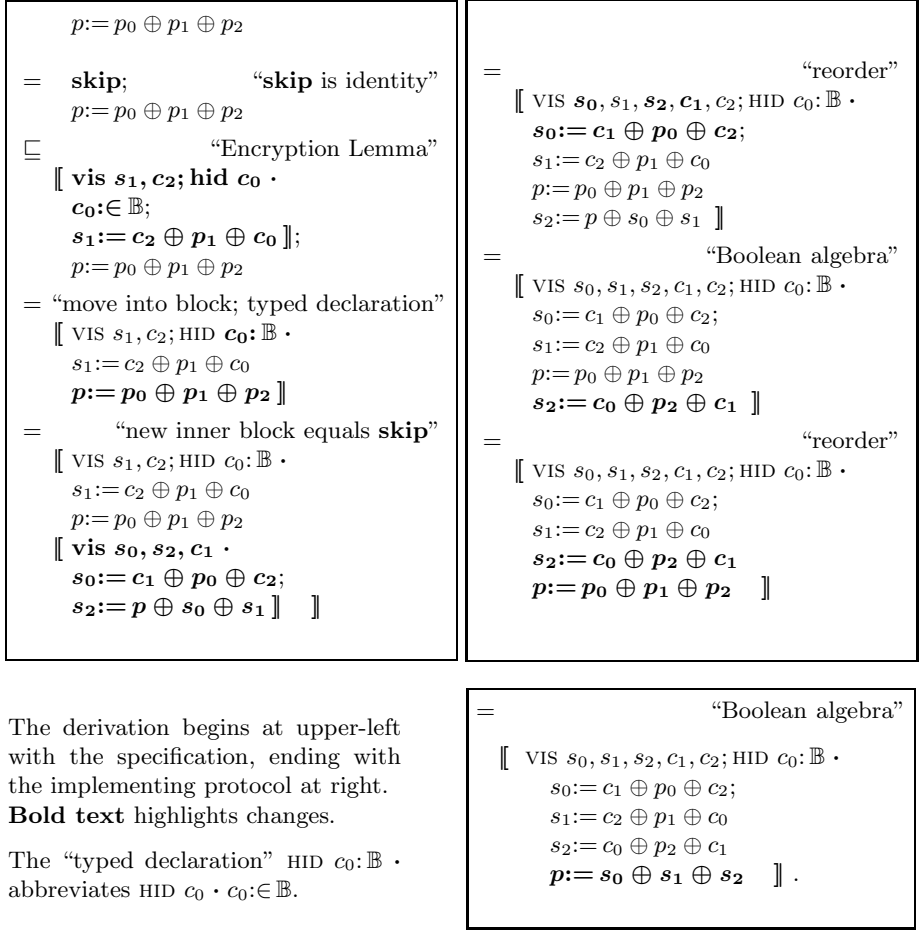 p:= p₀ ⊕ p₁ ⊕ p₂
= skip; “skip is identity”
p:= p₀ ⊕ p₁ ⊕ p₂
⊑ “Encryption Lemma”
⟦ vis s₁, c₂; hid c₀ ·
c₀:∈ 𝔹;
s₁:= c₂ ⊕ p₁ ⊕ c₀ ⟧;
p:= p₀ ⊕ p₁ ⊕ p₂
= “move into block; typed declaration”
⟦ VIS s₁, c₂; HID c₀: 𝔹 ·
s₁:= c₂ ⊕ p₁ ⊕ c₀
p:= p₀ ⊕ p₁ ⊕ p₂ ⟧
= “new inner block equals skip”
⟦ VIS s₁, c₂; HID c₀: 𝔹 ·
s₁:= c₂ ⊕ p₁ ⊕ c₀
p:= p₀ ⊕ p₁ ⊕ p₂
⟦ vis s₀, s₂, c₁ ·
s₀:= c₁ ⊕ p₀ ⊕ c₂;
s₂:= p ⊕ s₀ ⊕ s₁ ⟧ ⟧
= “reorder”
⟦ VIS s₀, s₁, s₂, c₁, c₂; HID c₀: 𝔹 ·
s₀:= c₁ ⊕ p₀ ⊕ c₂;
s₁:= c₂ ⊕ p₁ ⊕ c₀
p:= p₀ ⊕ p₁ ⊕ p₂
s₂:= p ⊕ s₀ ⊕ s₁ ⟧
= “Boolean algebra”
⟦ VIS s₀, s₁, s₂, c₁, c₂; HID c₀: 𝔹 ·
s₀:= c₁ ⊕ p₀ ⊕ c₂;
s₁:= c₂ ⊕ p₁ ⊕ c₀
p:= p₀ ⊕ p₁ ⊕ p₂
s₂:= c₀ ⊕ p₂ ⊕ c₁ ⟧
= “reorder”
⟦ VIS s₀, s₁, s₂, c₁, c₂; HID c₀: 𝔹 ·
s₀:= c₁ ⊕ p₀ ⊕ c₂;
s₁:= c₂ ⊕ p₁ ⊕ c₀
s₂:= c₀ ⊕ p₂ ⊕ c₁
p:= p₀ ⊕ p₁ ⊕ p₂ ⟧
The derivation begins at upper-left
with the specification, ending with
the implementing protocol at right.
Bold text highlights changes.
The “typed declaration” HID c₀: 𝔹 ·
abbreviates HID c₀ · c₀:∈ 𝔹.
= “Boolean algebra”
⟦ VIS s₀, s₁, s₂, c₁, c₂; HID c₀: 𝔹 ·
s₀:= c₁ ⊕ p₀ ⊕ c₂;
s₁:= c₂ ⊕ p₁ ⊕ c₀
s₂:= c₀ ⊕ p₂ ⊕ c₁
p:= s₀ ⊕ s₁ ⊕ s₂ ⟧ .